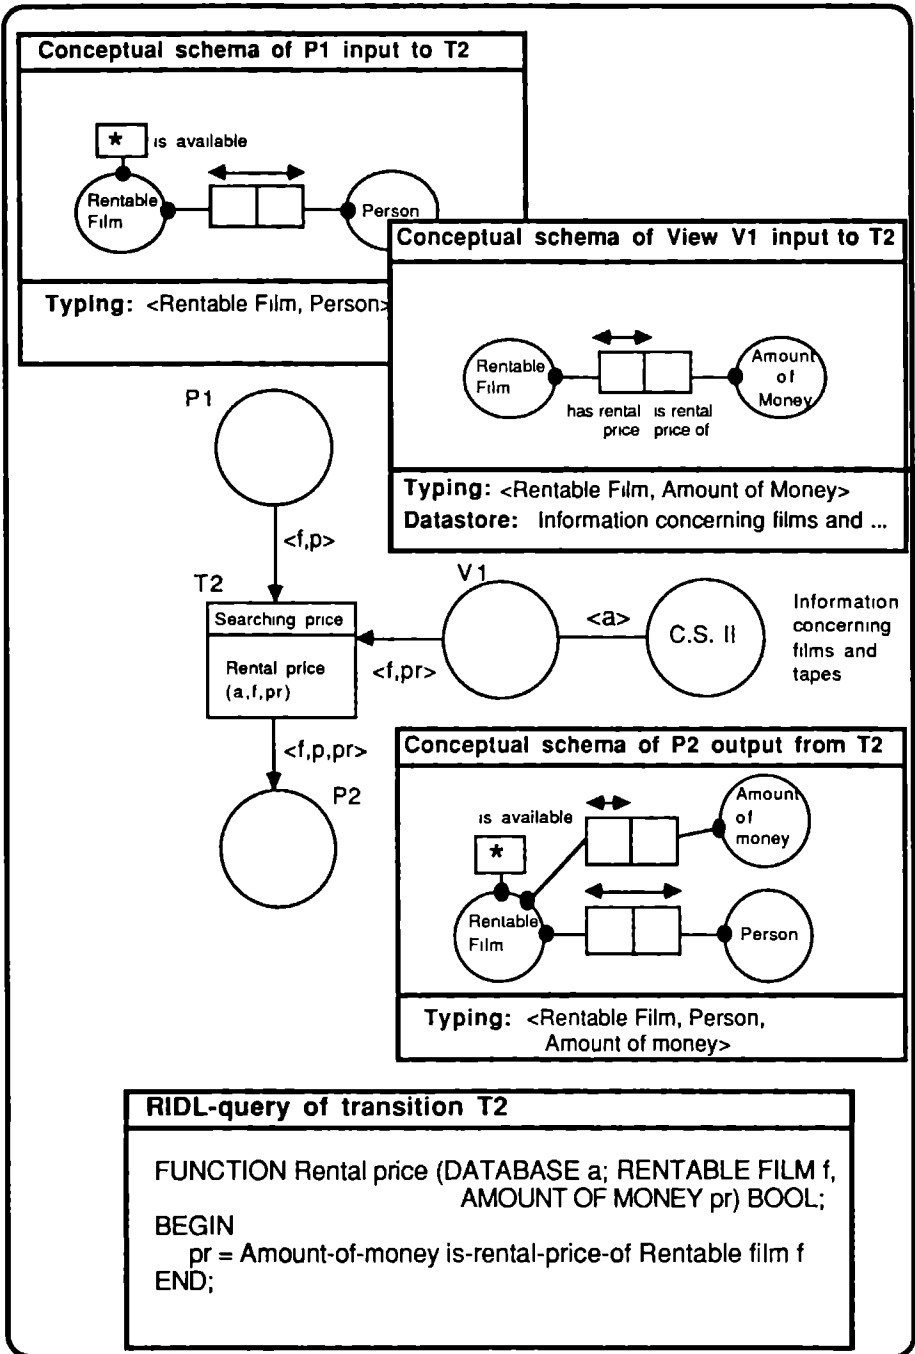 Conceptual schema of P1 input to T2
* is available
Rentable
Film
Person
Typing: <Rentable Film, Person>
Conceptual schema of View V1 input to T2
Rentable
Film
Amount
of
Money
has rental is rental
price price of
Typing: <Rentable Film, Amount of Money>
Datastore: Information concerning films and ...
P1
<f,p>
T2
Searching price
Rental price
(a,f,pr)
<f,pr>
V1
<a>
C.S. II
Information
concerning
films and
tapes
<f,p,pr>
P2
Conceptual schema of P2 output from T2
is available
*
Amount
of
money
Rentable
Film
Person
Typing: <Rentable Film, Person,
Amount of money>
RIDL-query of transition T2
FUNCTION Rental price (DATABASE a; RENTABLE FILM f,
AMOUNT OF MONEY pr) BOOL;
BEGIN
pr = Amount-of-money is-rental-price-of Rentable film f
END;